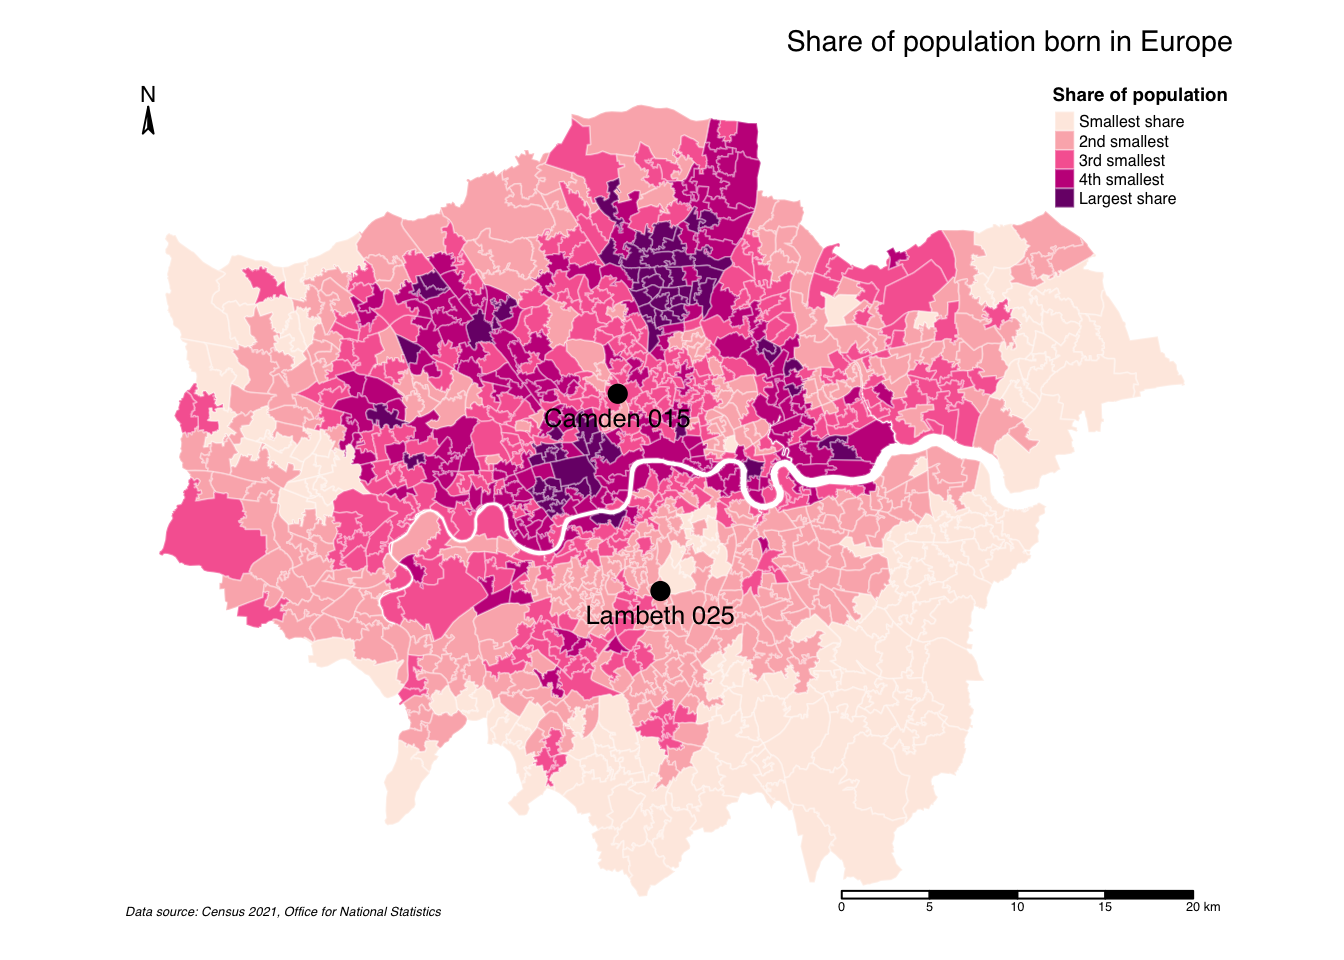 Share of population born in Europe
N
Share of population
Smallest share
2nd smallest
3rd smallest
4th smallest
Largest share
Camden 015
Lambeth 025
0 5 10 15 20 km
Data source: Census 2021, Office for National Statistics